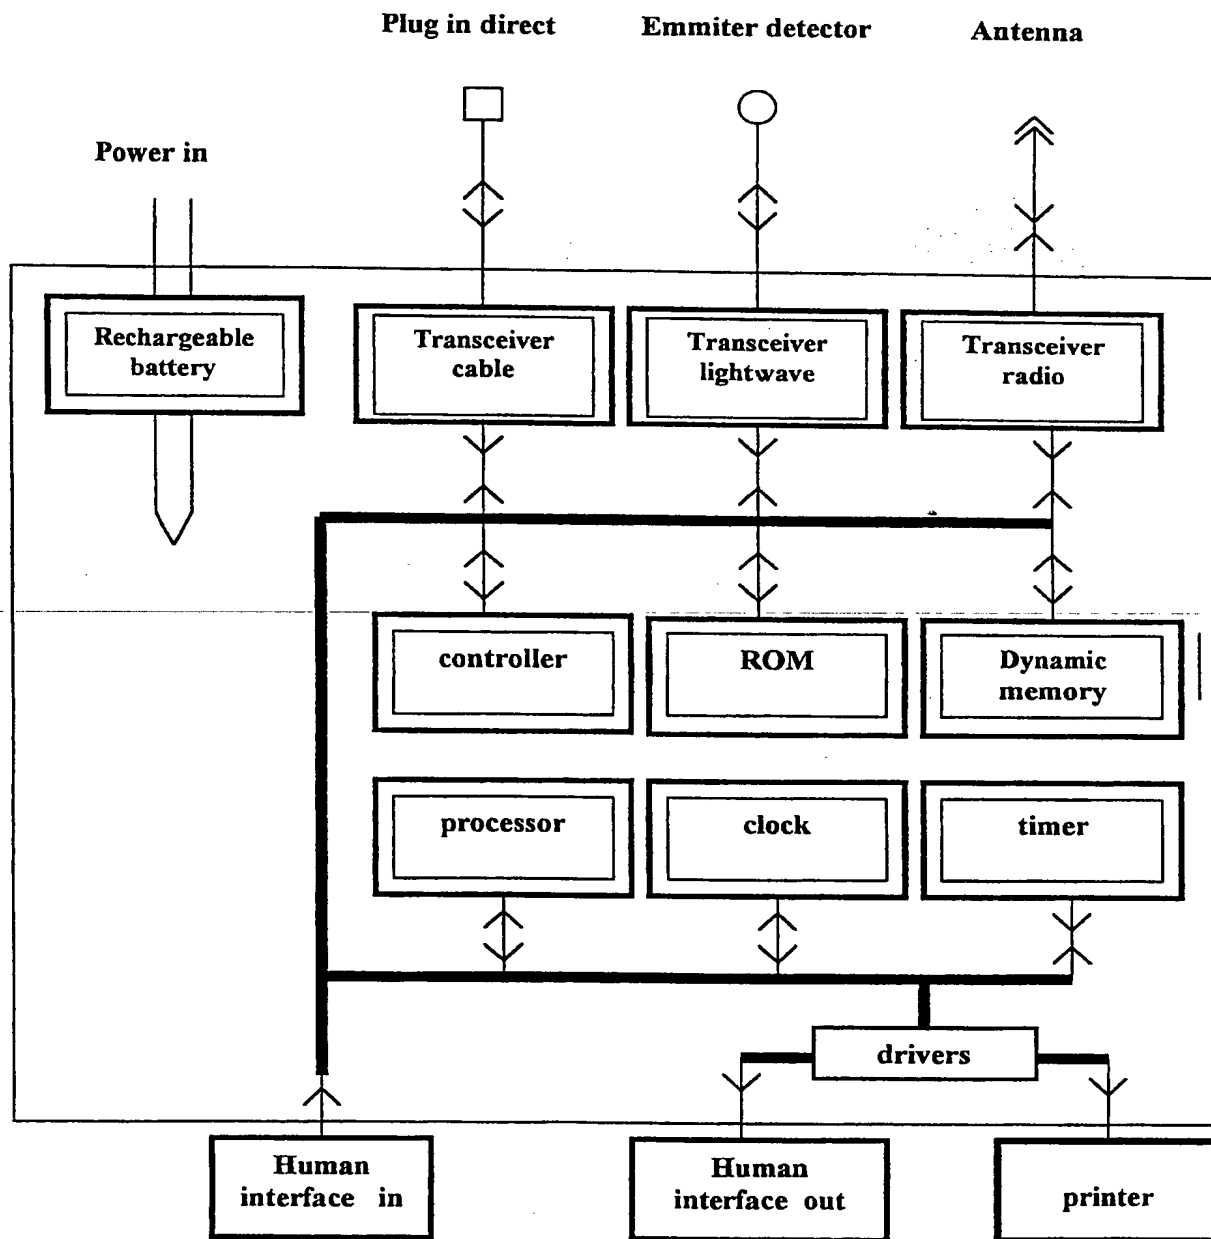 Plug in direct
Emmiter detector
Antenna
Power in
Rechargeable
battery
Transceiver
cable
Transceiver
lightwave
Transceiver
radio
controller
ROM
Dynamic
memory
processor
clock
timer
drivers
Human
interface in
Human
interface out
printer